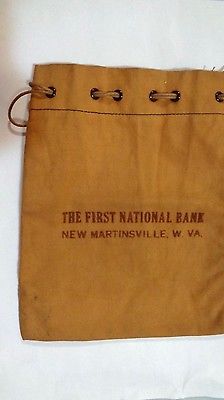 THE FIRST NATIONAL BANK
NEW MARTINSVILLE, W. VA.